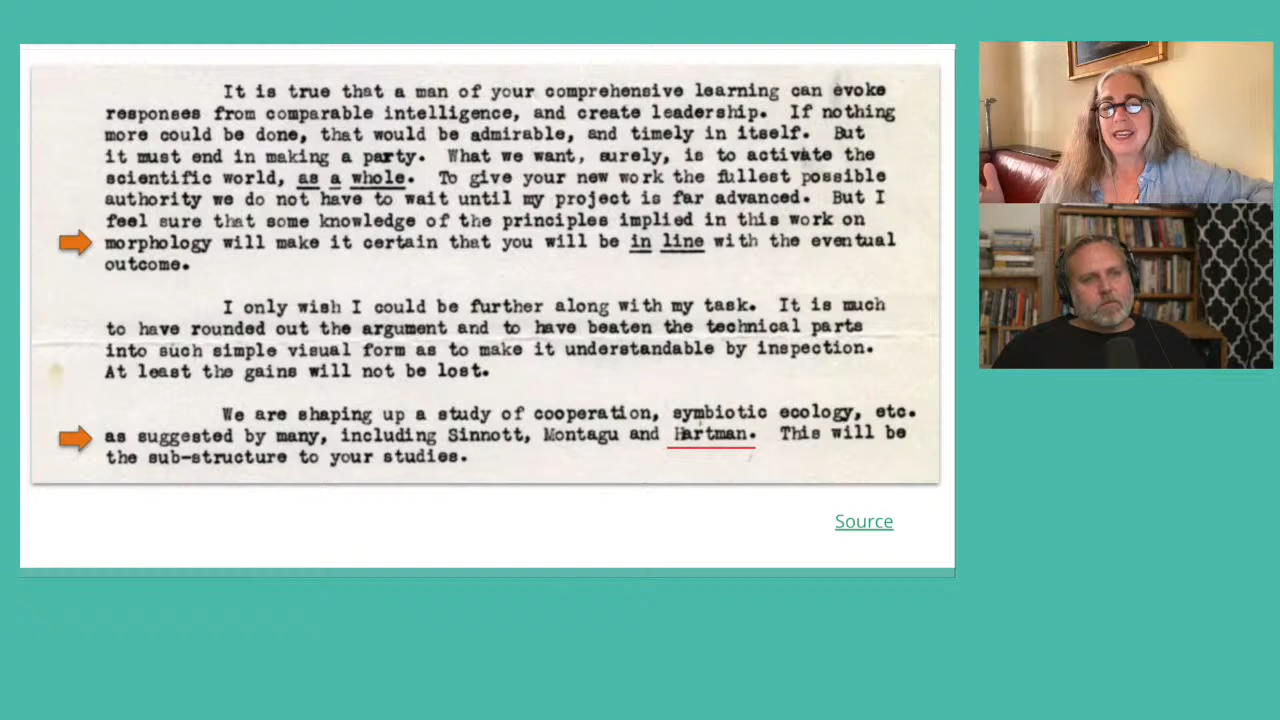 It is true that a man of your comprehensive learning can evoke
responses from comparable intelligence, and create leadership. If nothing
more could be done, that would be admirable, and timely in itself. But
it must end in making a party. What we want, surely, is to activate the
scientific world, as a whole. To give your new work the fullest possible
authority we do not have to wait until my project is far advanced. But I
feel sure that some knowledge of the principles implied in this work on
morphology will make it certain that you will be in line with the eventual
outcome.
I only wish I could be further along with my task. It is much
to have rounded out the argument and to have beaten the technical parts
into such simple visual form as to make it understandable by inspection.
At least the gains will not be lost.
We are shaping up a study of cooperation, symbiotic ecology, etc.
as suggested by many, including Sinnott, Montagu and Hartman. This will be
the sub-structure to your studies.
Source